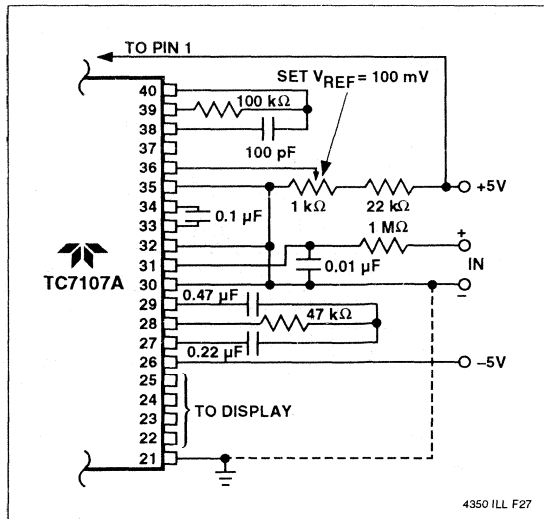 TO PIN 1
SET VREF = 100 mV
40
39
100 kΩ
38
100 pF
37
36
35
+5V
1 kΩ
22 kΩ
34
0.1 µF
33
1 MΩ
+
32
IN
31
0.01 µF
TC7107A
30
–
29
0.47 µF
28
47 kΩ
27
0.22 µF
26
–5V
25
24
TO DISPLAY
23
22
21
4350 ILL F27